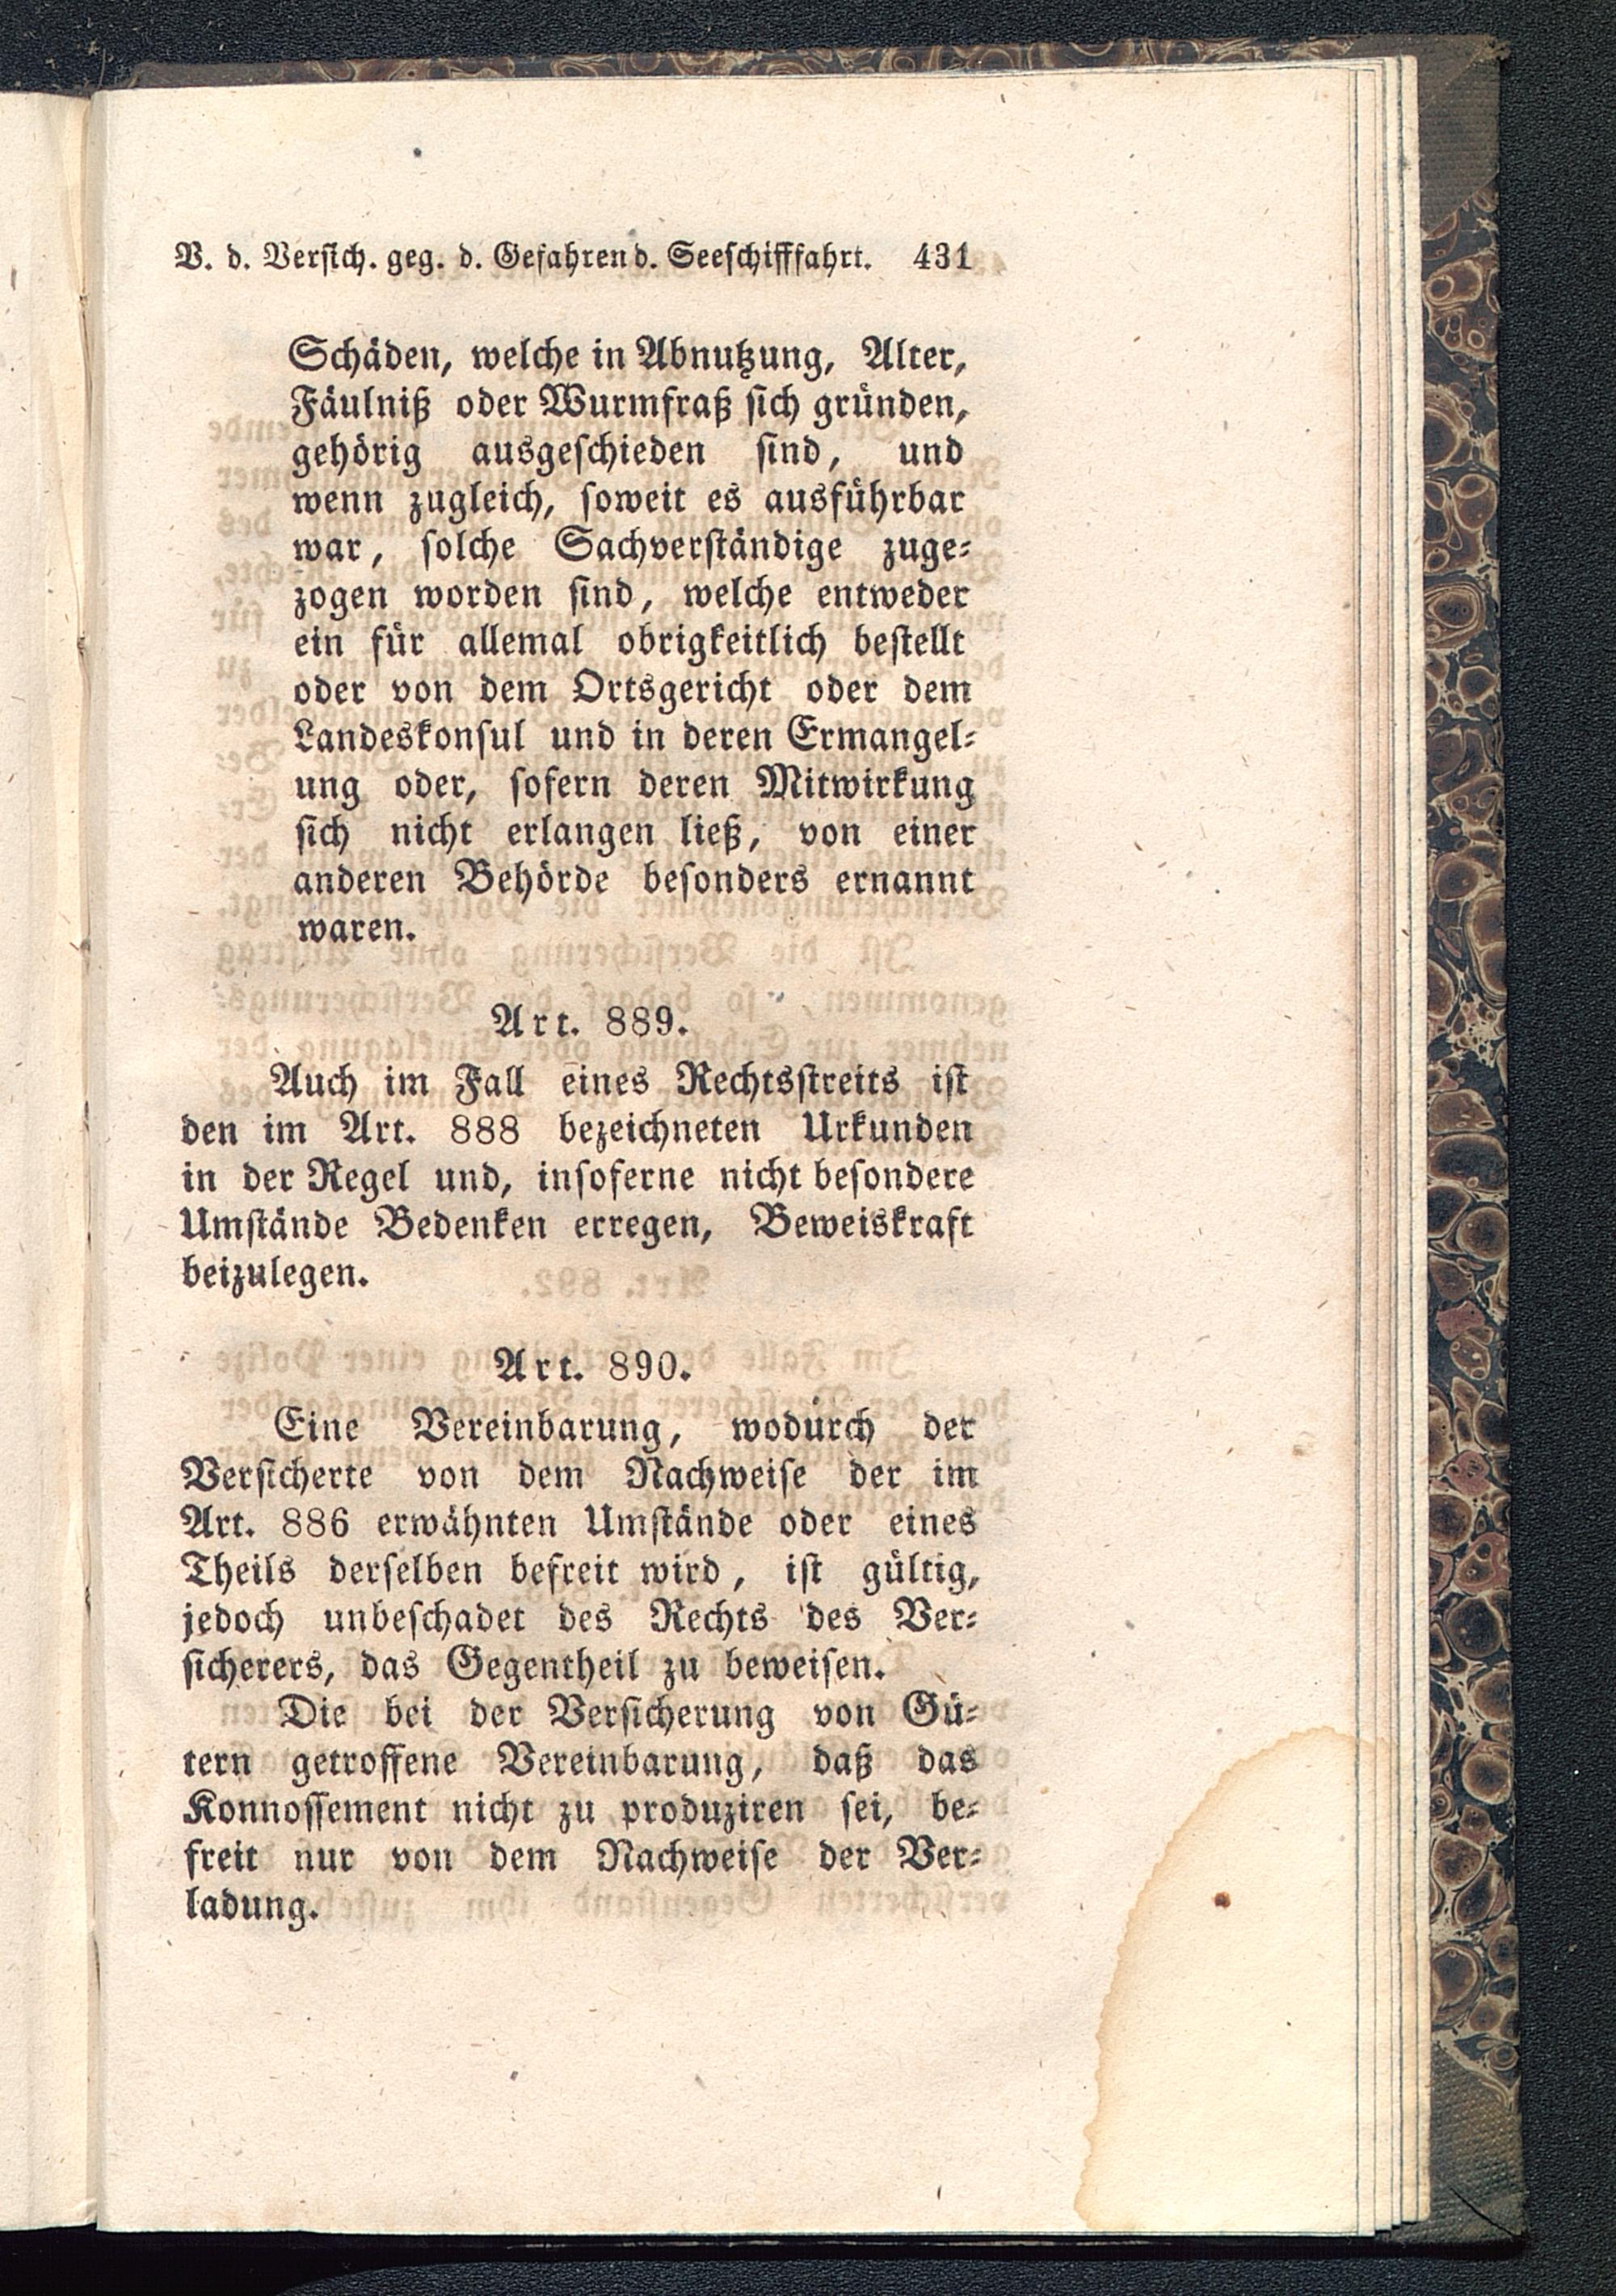 V. d. Versich. geg. d. Gefahren d. Seeschifffahrt. 431
Schäden, welche in Abnutzung, Alter,
Fäulniß oder Wurmfraß sich gründen,
gehörig ausgeschieden sind, und
wenn zugleich, soweit es ausführbar
war, solche Sachverständige zuge-
zogen worden sind, welche entweder
ein für allemal obrigkeitlich bestellt
oder von dem Ortsgericht oder dem
Landeskonsul und in deren Ermangel-
ung oder, sofern deren Mitwirkung
sich nicht erlangen ließ, von einer
anderen Behörde besonders ernannt
waren.
Art. 889.
Auch im Fall eines Rechtsstreits ist
den im Art. 888 bezeichneten Urkunden
in der Regel und, insoferne nicht besondere
Umstände Bedenken erregen, Beweiskraft
beizulegen.
Art. 890.
Eine Vereinbarung, wodurch der
Versicherte von dem Nachweise der im
Art. 886 erwähnten Umstände oder eines
Theils derselben befreit wird, ist gültig,
jedoch unbeschadet des Rechts des Ver-
sicherers, das Gegentheil zu beweisen.
Die bei der Versicherung von Gü-
tern getroffene Vereinbarung, daß das
Konnossement nicht zu produziren sei, be-
freit nur von dem Nachweise der Ver-
ladung.